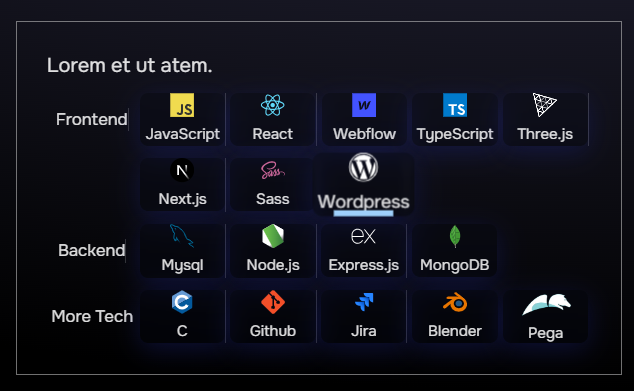 Lorem et ut atem.
Frontend JS JavaScript React W Webflow TS TypeScript Three.js
N Next.js Sass Sass W Wordpress
Backend Mysql Node.js ex Express.js MongoDB
More Tech C C Github Jira Blender Pega